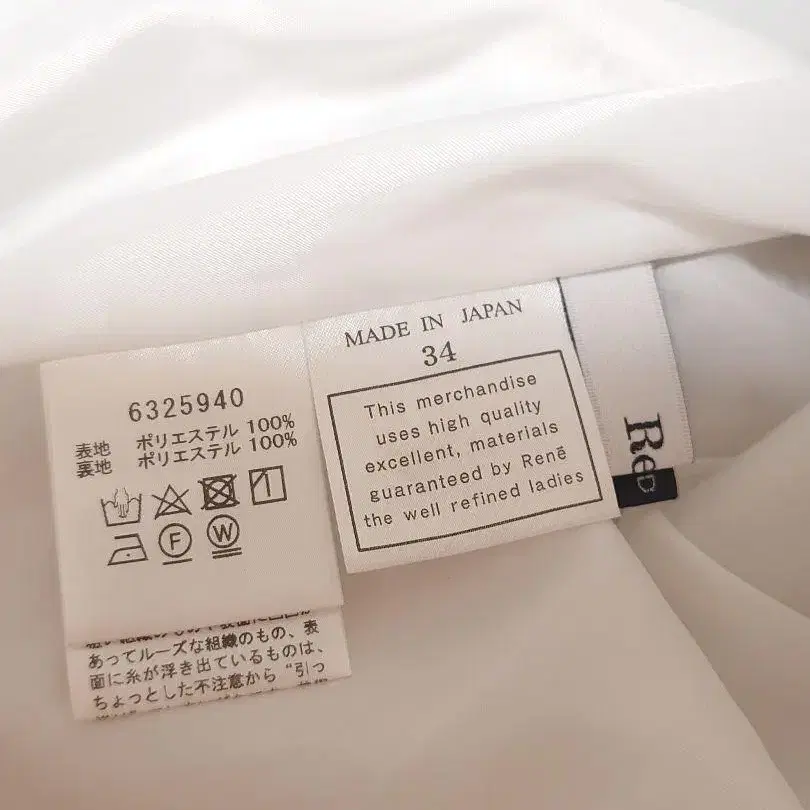 6325940
表地 ポリエステル 100%
裏地 ポリエステル 100%
F
W
あってルーズな組織のもの、表
面に糸が浮き出ているものは、
ちょっとした不注意から“引っ
MADE IN JAPAN
34
This merchandise
uses high quality
excellent, materials
guaranteed by René
the well refined ladies